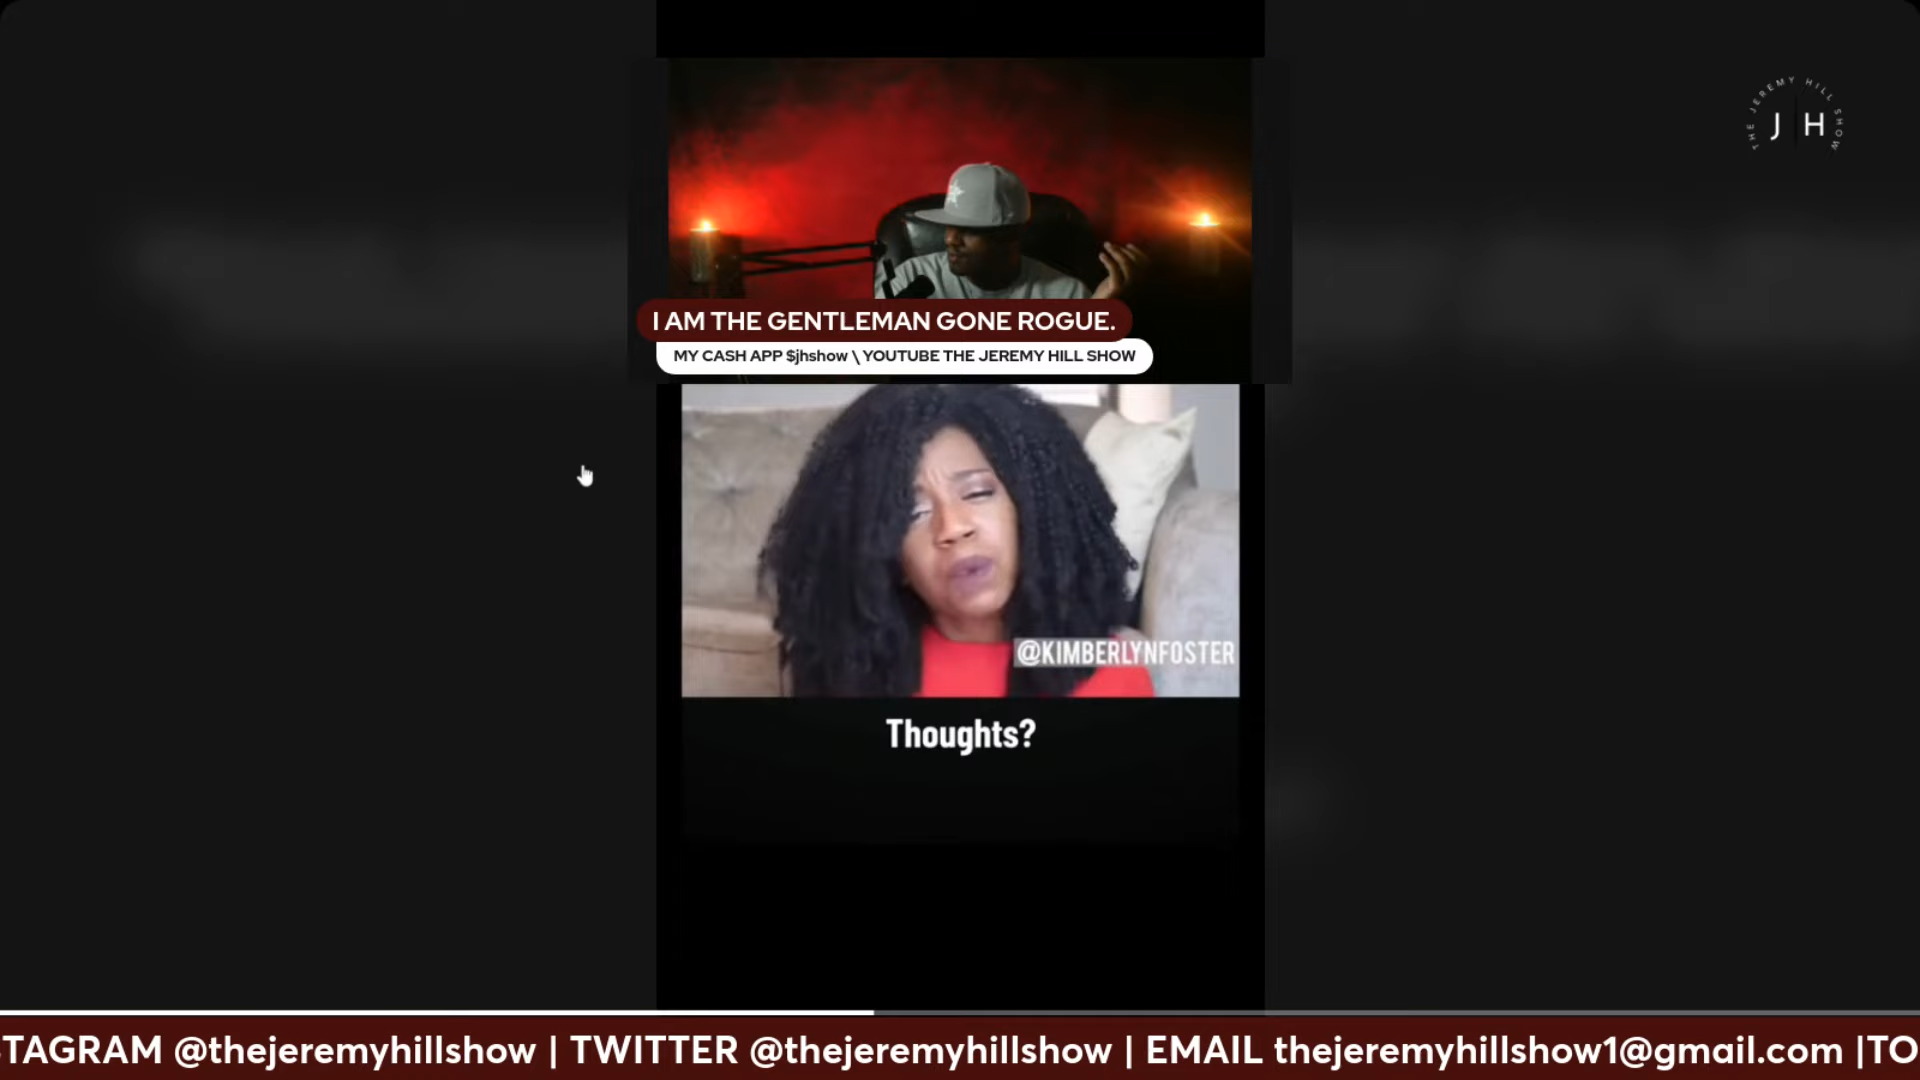 THE JEREMY HILL SHOW
J H
I AM THE GENTLEMAN GONE ROGUE.
MY CASH APP $jhshow \ YOUTUBE THE JEREMY HILL SHOW
@KIMBERLYNFOSTER
Thoughts?
STAGRAM @thejeremyhillshow | TWITTER @thejeremyhillshow | EMAIL thejeremyhillshow1@gmail.com |TO